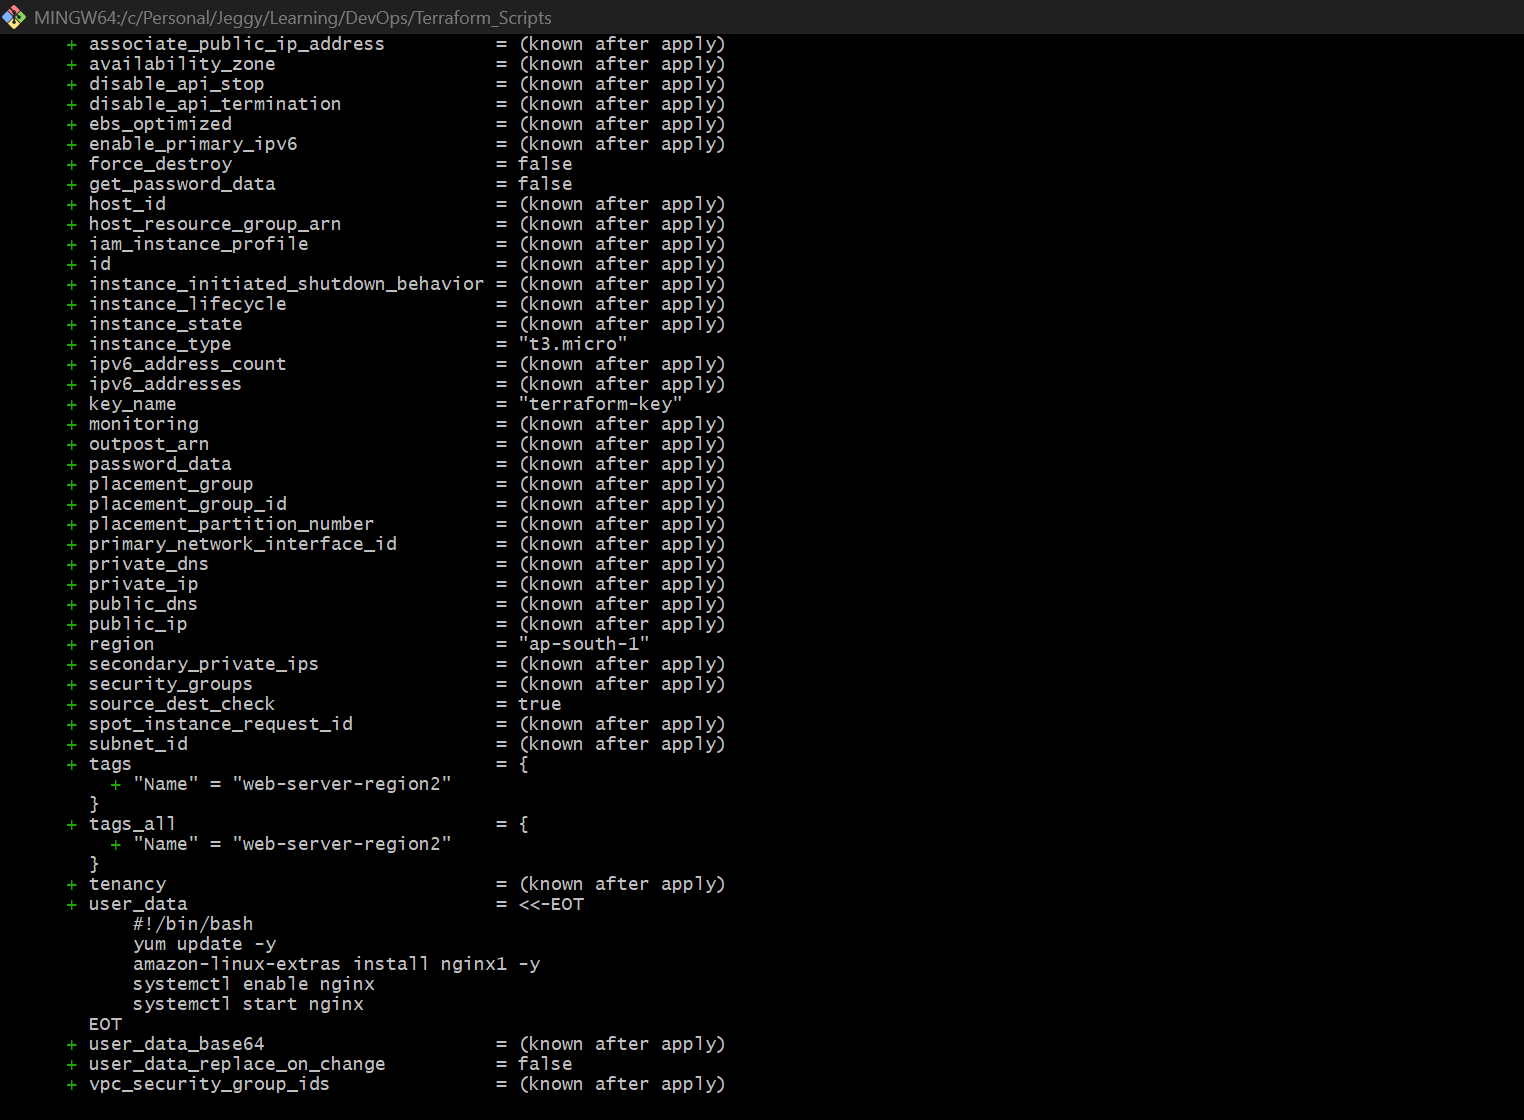 MINGW64:/c/Personal/Jeggy/Learning/DevOps/Terraform_Scripts
+ associate_public_ip_address          = (known after apply)
+ availability_zone                    = (known after apply)
+ disable_api_stop                     = (known after apply)
+ disable_api_termination              = (known after apply)
+ ebs_optimized                        = (known after apply)
+ enable_primary_ipv6                  = (known after apply)
+ force_destroy                        = false
+ get_password_data                    = false
+ host_id                              = (known after apply)
+ host_resource_group_arn              = (known after apply)
+ iam_instance_profile                 = (known after apply)
+ id                                   = (known after apply)
+ instance_initiated_shutdown_behavior = (known after apply)
+ instance_lifecycle                   = (known after apply)
+ instance_state                       = (known after apply)
+ instance_type                        = "t3.micro"
+ ipv6_address_count                   = (known after apply)
+ ipv6_addresses                       = (known after apply)
+ key_name                             = "terraform-key"
+ monitoring                           = (known after apply)
+ outpost_arn                          = (known after apply)
+ password_data                        = (known after apply)
+ placement_group                      = (known after apply)
+ placement_group_id                   = (known after apply)
+ placement_partition_number           = (known after apply)
+ primary_network_interface_id         = (known after apply)
+ private_dns                          = (known after apply)
+ private_ip                           = (known after apply)
+ public_dns                           = (known after apply)
+ public_ip                            = (known after apply)
+ region                               = "ap-south-1"
+ secondary_private_ips                = (known after apply)
+ security_groups                      = (known after apply)
+ source_dest_check                    = true
+ spot_instance_request_id             = (known after apply)
+ subnet_id                            = (known after apply)
+ tags                                 = {
    + "Name" = "web-server-region2"
  }
+ tags_all                             = {
    + "Name" = "web-server-region2"
  }
+ tenancy                              = (known after apply)
+ user_data                            = <<-EOT
      #!/bin/bash
      yum update -y
      amazon-linux-extras install nginx1 -y
      systemctl enable nginx
      systemctl start nginx
  EOT
+ user_data_base64                     = (known after apply)
+ user_data_replace_on_change          = false
+ vpc_security_group_ids               = (known after apply)